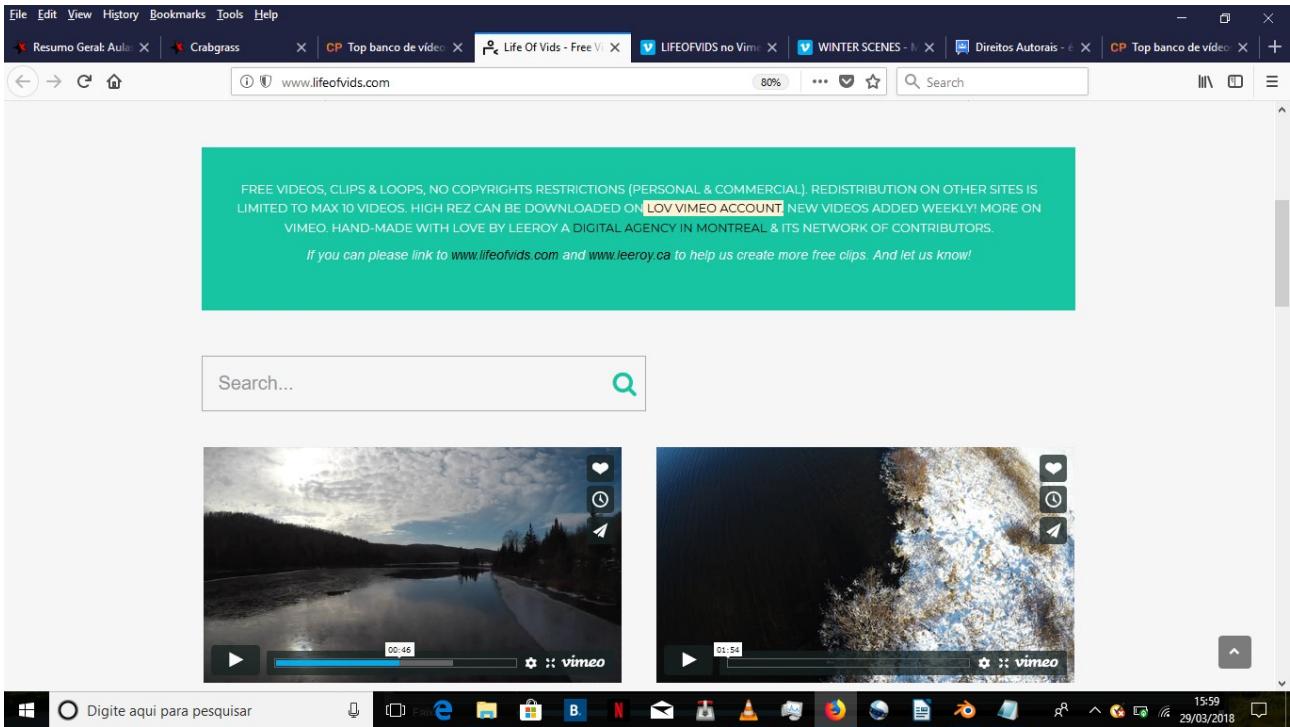 File Edit View History Bookmarks Tools Help
Resumo Geral: Aula: Crabgrass CP Top banco de vídeo Life Of Vids - Free Vi LIFEOFVIDS no Vime WINTER SCENES - Direitos Autorais - é CP Top banco de vídeo
www.lifeofvids.com 80% Search
FREE VIDEOS, CLIPS & LOOPS, NO COPYRIGHTS RESTRICTIONS (PERSONAL & COMMERCIAL). REDISTRIBUTION ON OTHER SITES IS
LIMITED TO MAX 10 VIDEOS. HIGH REZ CAN BE DOWNLOADED ON LOV VIMEO ACCOUNT. NEW VIDEOS ADDED WEEKLY! MORE ON
VIMEO. HAND-MADE WITH LOVE BY LEEROY A DIGITAL AGENCY IN MONTREAL & ITS NETWORK OF CONTRIBUTORS.
If you can please link to www.lifeofvids.com and www.leeroy.ca to help us create more free clips. And let us know!
Search...
00:46 vimeo
01:54 vimeo
Digite aqui para pesquisar B. N 15:59
29/03/2018